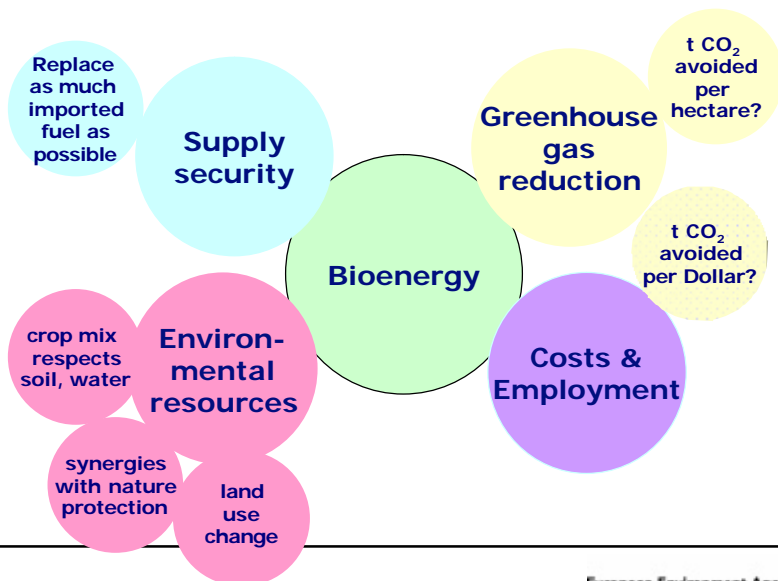 Replace
as much
imported
fuel as
possible
Supply
security
Greenhouse
gas
reduction
t CO₂
avoided
per
hectare?
t CO₂
avoided
per Dollar?
Bioenergy
Environ-
mental
resources
crop mix
respects
soil, water
synergies
with nature
protection
land
use
change
Costs &
Employment